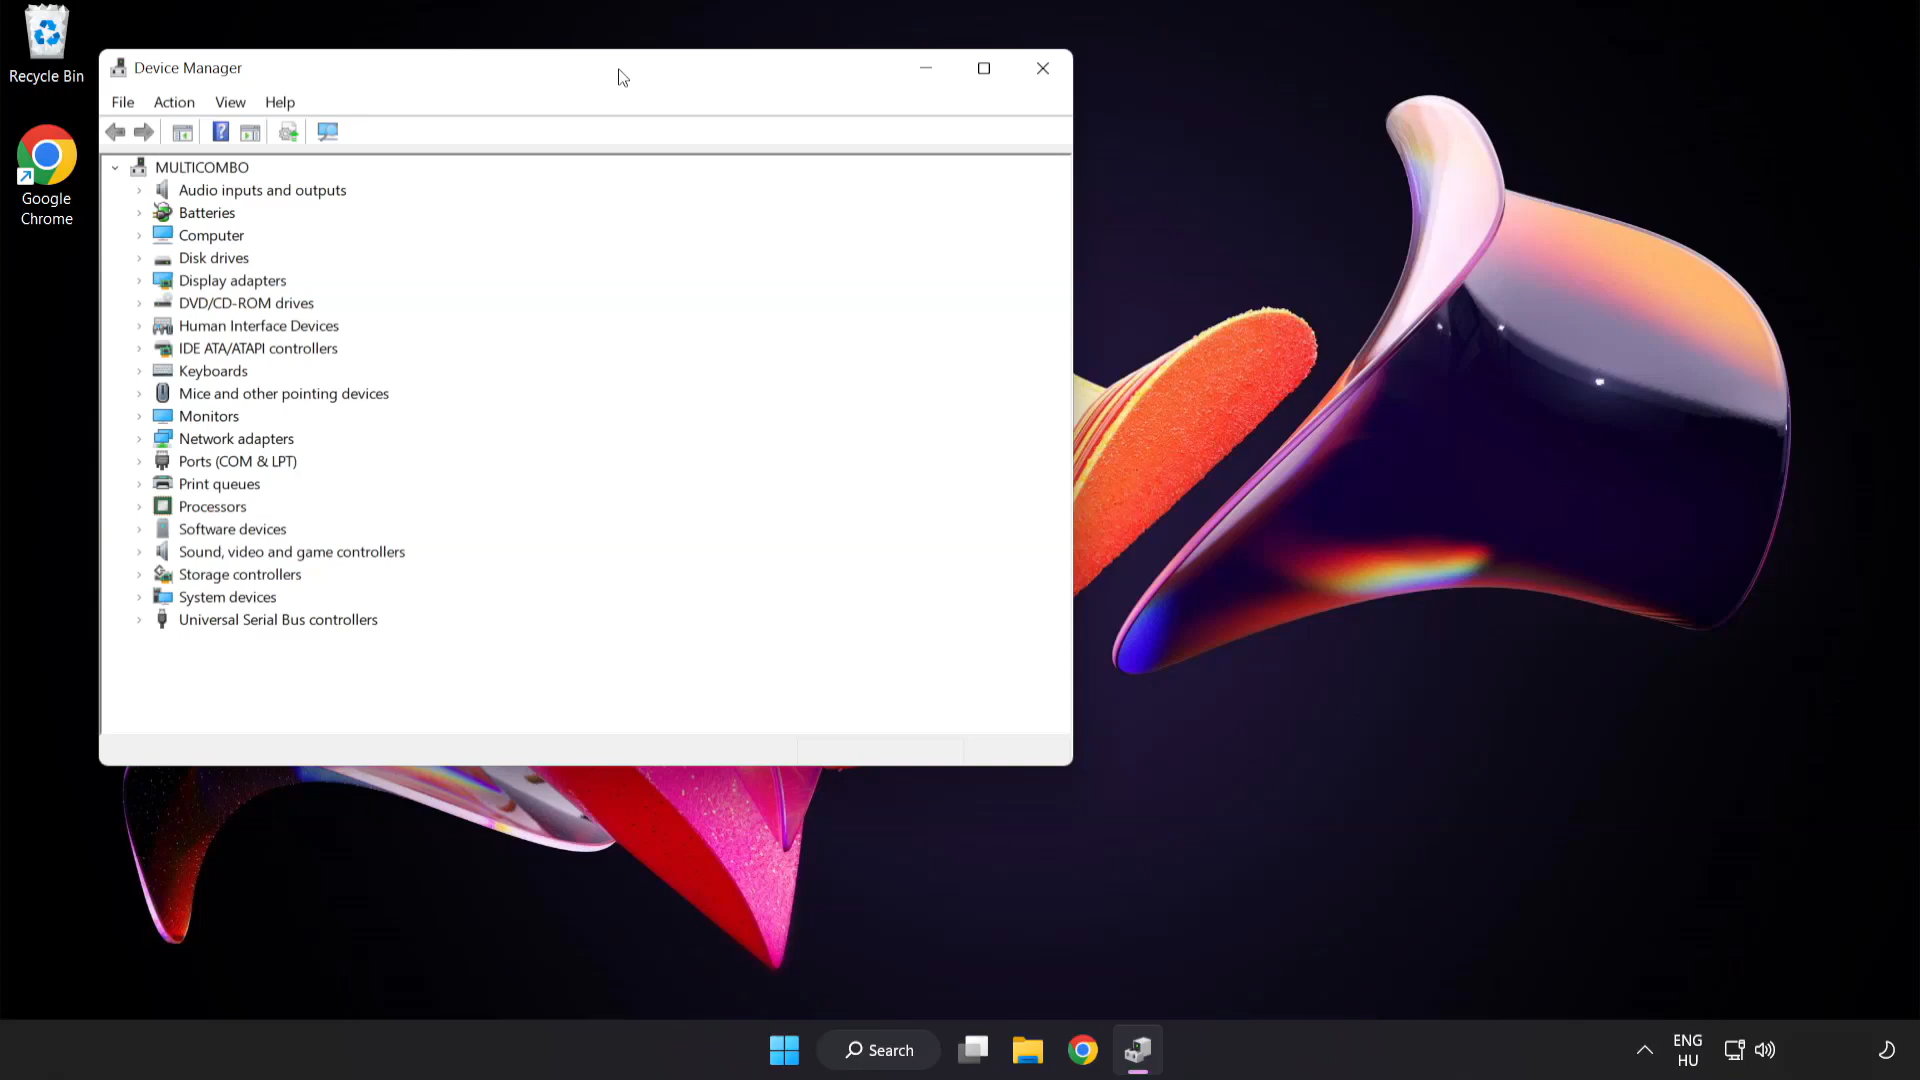 Recycle Bin
Google
Chrome
Device Manager
File Action View Help
MULTICOMBO
Audio inputs and outputs
Batteries
Computer
Disk drives
Display adapters
DVD/CD-ROM drives
Human Interface Devices
IDE ATA/ATAPI controllers
Keyboards
Mice and other pointing devices
Monitors
Network adapters
Ports (COM & LPT)
Print queues
Processors
Software devices
Sound, video and game controllers
Storage controllers
System devices
Universal Serial Bus controllers
Search
ENG
HU